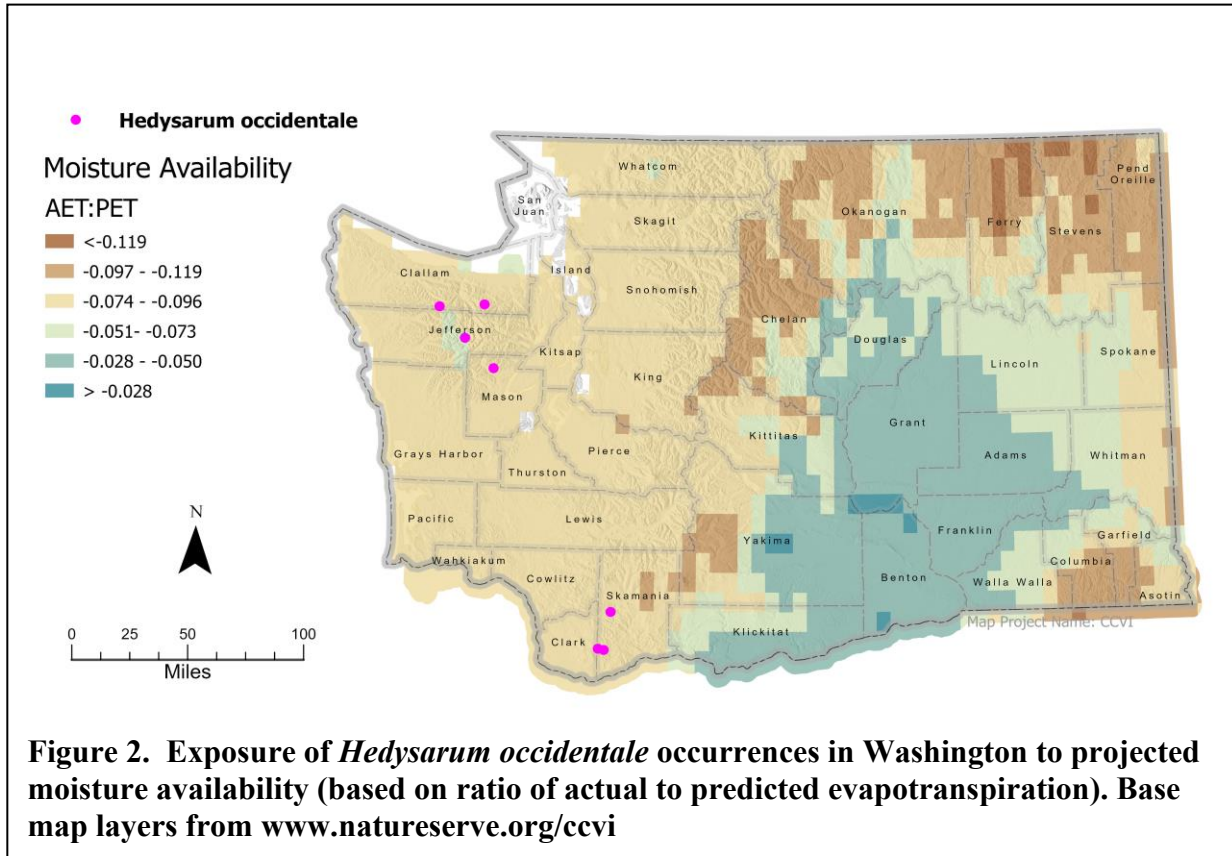 Hedysarum occidentale
Moisture Availability
AET:PET
<-0.119
-0.097 - -0.119
-0.074 - -0.096
-0.051- -0.073
-0.028 - -0.050
> -0.028
Whatcom
San
Juan
Skagit
Okanogan
Ferry
Stevens
Pend
Oreille
Island
Clallam
Snohomish
Chelan
Jefferson
Kitsap
Douglas
Lincoln
Spokane
King
Mason
Grant
Kittitas
Grays Harbor
Thurston
Pierce
Adams
Whitman
Pacific
Lewis
Yakima
Franklin
Garfield
Wahkiakum
Columbia
Cowlitz
Skamania
Benton
Walla Walla
Asotin
Clark
Klickitat
Map Project Name: CCVI
N
0 25 50 100
Miles
Figure 2. Exposure of Hedysarum occidentale occurrences in Washington to projected
moisture availability (based on ratio of actual to predicted evapotranspiration). Base
map layers from www.natureserve.org/ccvi